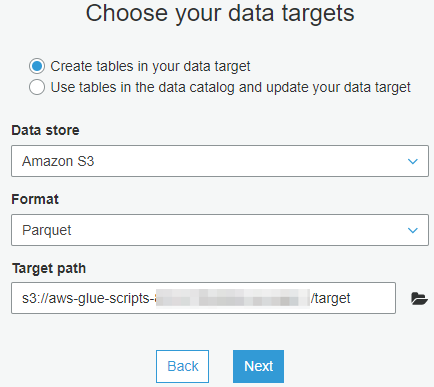 Choose your data targets
Create tables in your data target
Use tables in the data catalog and update your data target
Data store
Amazon S3
Format
Parquet
Target path
s3://aws-glue-scripts- /target
Back
Next